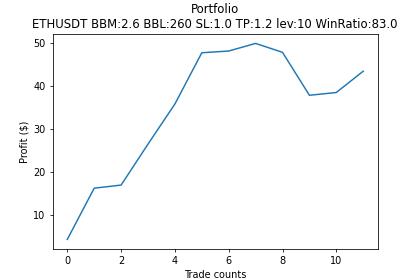 Portfolio
ETHUSDT BBM:2.6 BBL:260 SL:1.0 TP:1.2 lev:10 WinRatio:83.0
50
40
30
20
10
Profit ($)
0 2 4 6 8 10
Trade counts